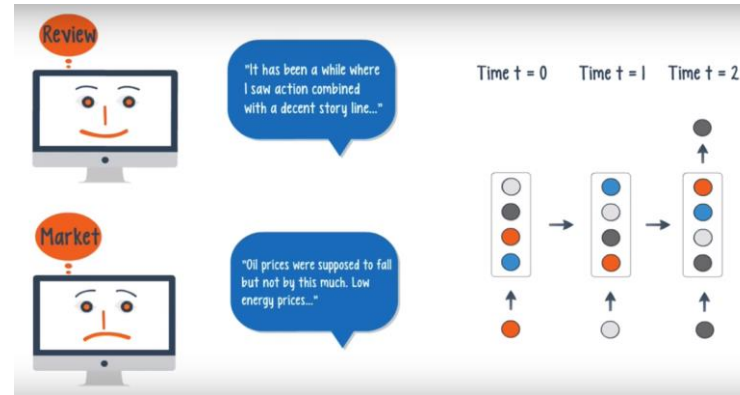 Review
"It has been a while where
I saw action combined
with a decent story line..."
Time t = 0 Time t = 1 Time t = 2
Market
"Oil prices were supposed to fall
but not by this much. Low
energy prices..."